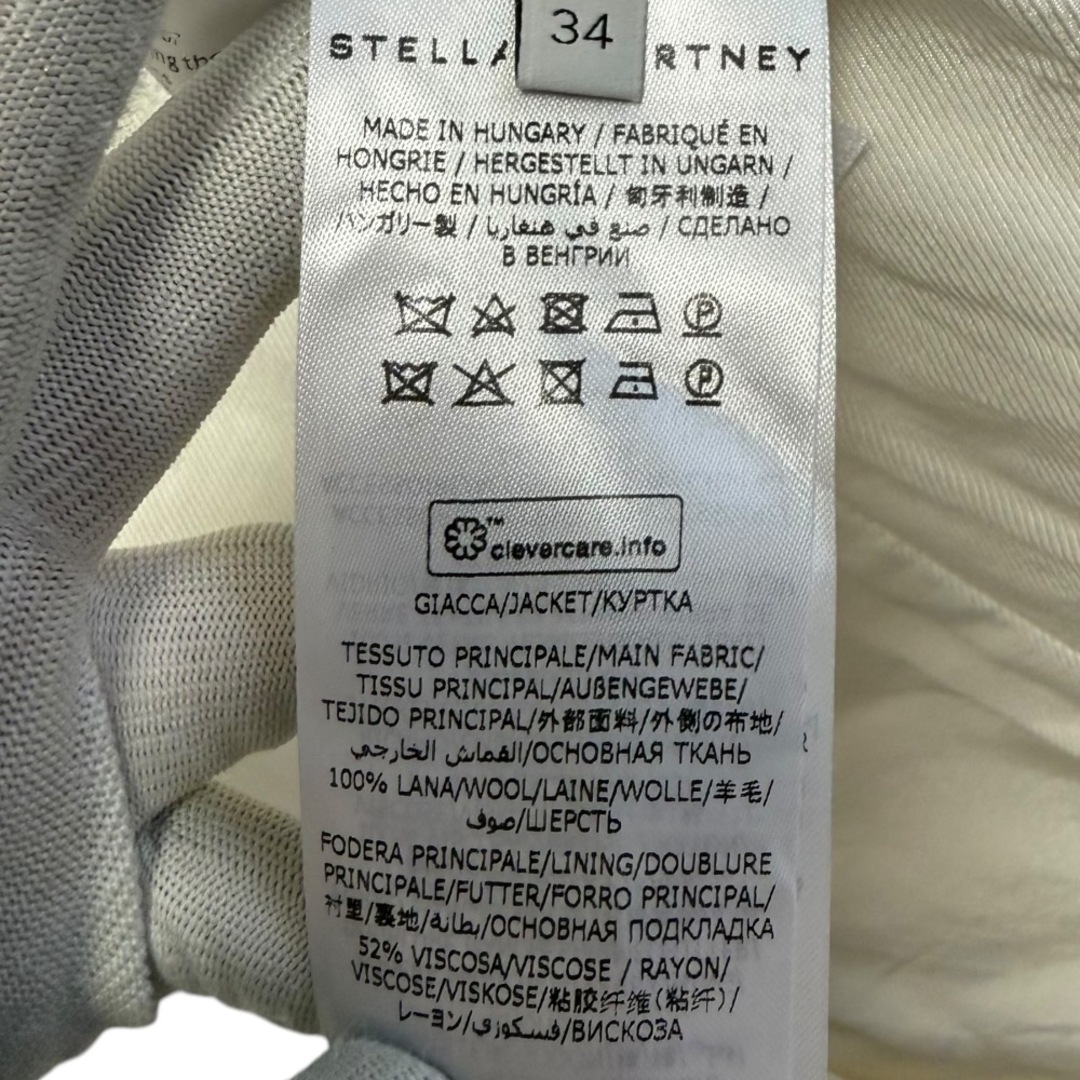 34
STELLA RTNEY
MADE IN HUNGARY / FABRIQUÉ EN
HONGRIE / HERGESTELLT IN UNGARN /
HECHO EN HUNGRÍA / 匈牙利制造 /
ハンガリー製 / صنع في هنغاريا / СДЕЛАНО
В ВЕНГРИИ
clevercare.info
GIACCA/JACKET/КУРТКА
TESSUTO PRINCIPALE/MAIN FABRIC/
TISSU PRINCIPAL/AUßENGEWEBE/
TEJIDO PRINCIPAL/外部面料/外側の布地/
القماش الخارجي/ОСНОВНАЯ ТКАНЬ
100% LANA/WOOL/LAINE/WOLLE/羊毛/
صوف/ШЕРСТЬ
FODERA PRINCIPALE/LINING/DOUBLURE
PRINCIPALE/FUTTER/FORRO PRINCIPAL/
衬里/裏地/بطانة/ОСНОВНАЯ ПОДКЛАДКА
52% VISCOSA/VISCOSE / RAYON/
VISCOSE/VISKOSE/粘胶纤维(粘纤)/
レーヨン/فسكوزي/ВИСКОЗА